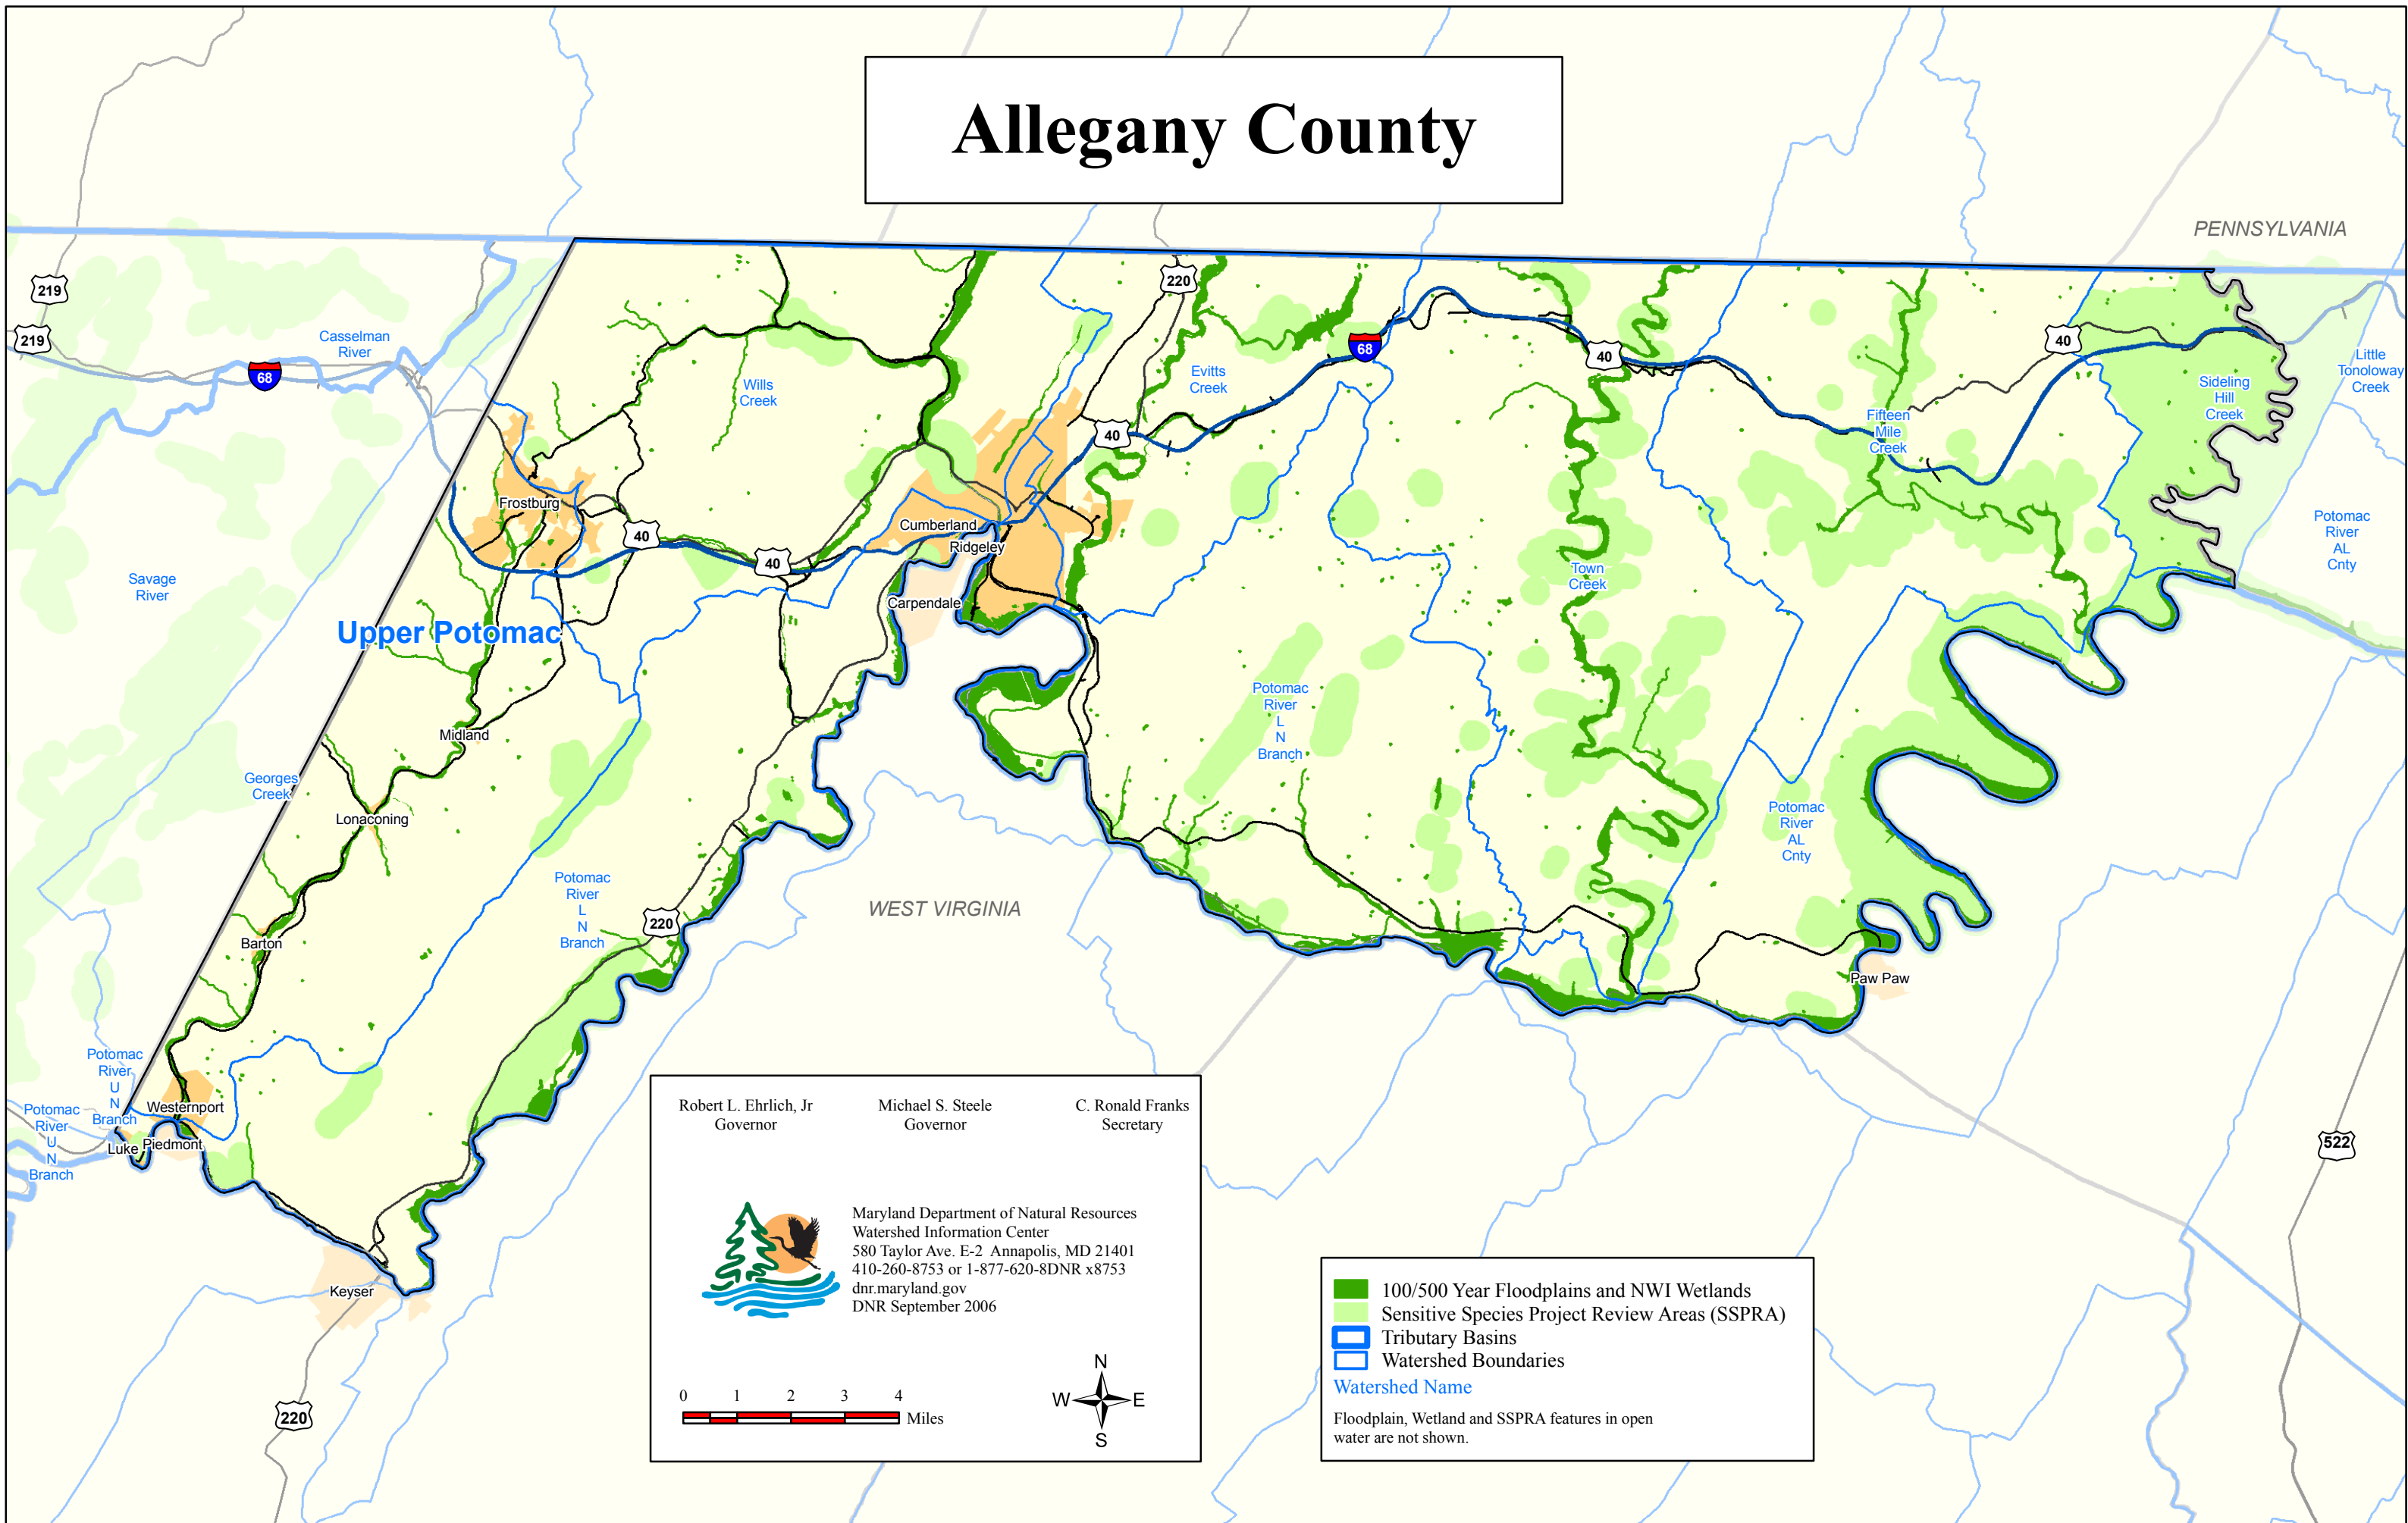 Allegany County
PENNSYLVANIA
219
219
220
Casselman
River
68
68
40
40
Little
Tonoloway
Creek
Wills
Creek
Evitts
Creek
Sideling
Hill
Creek
40
Fifteen
Mile
Creek
Frostburg
Cumberland
40
Ridgeley
40
Potomac
River
AL
Cnty
Savage
River
Town
Creek
Carpendale
Upper Potomac
Potomac
River
L
N
Branch
Midland
Georges
Creek
Lonaconing
Potomac
River
AL
Cnty
Potomac
River
L
N
Branch
WEST VIRGINIA
220
Barton
Paw Paw
Potomac
River
U
N
Branch
Westernport
Potomac
River
U
N
Branch
Luke
Piedmont
522
Keyser
220
Robert L. Ehrlich, Jr
Governor
Michael S. Steele
Governor
C. Ronald Franks
Secretary
Maryland Department of Natural Resources
Watershed Information Center
580 Taylor Ave. E-2 Annapolis, MD 21401
410-260-8753 or 1-877-620-8DNR x8753
dnr.maryland.gov
DNR September 2006
0 1 2 3 4
Miles
N
W E
S
100/500 Year Floodplains and NWI Wetlands
Sensitive Species Project Review Areas (SSPRA)
Tributary Basins
Watershed Boundaries
Watershed Name
Floodplain, Wetland and SSPRA features in open
water are not shown.